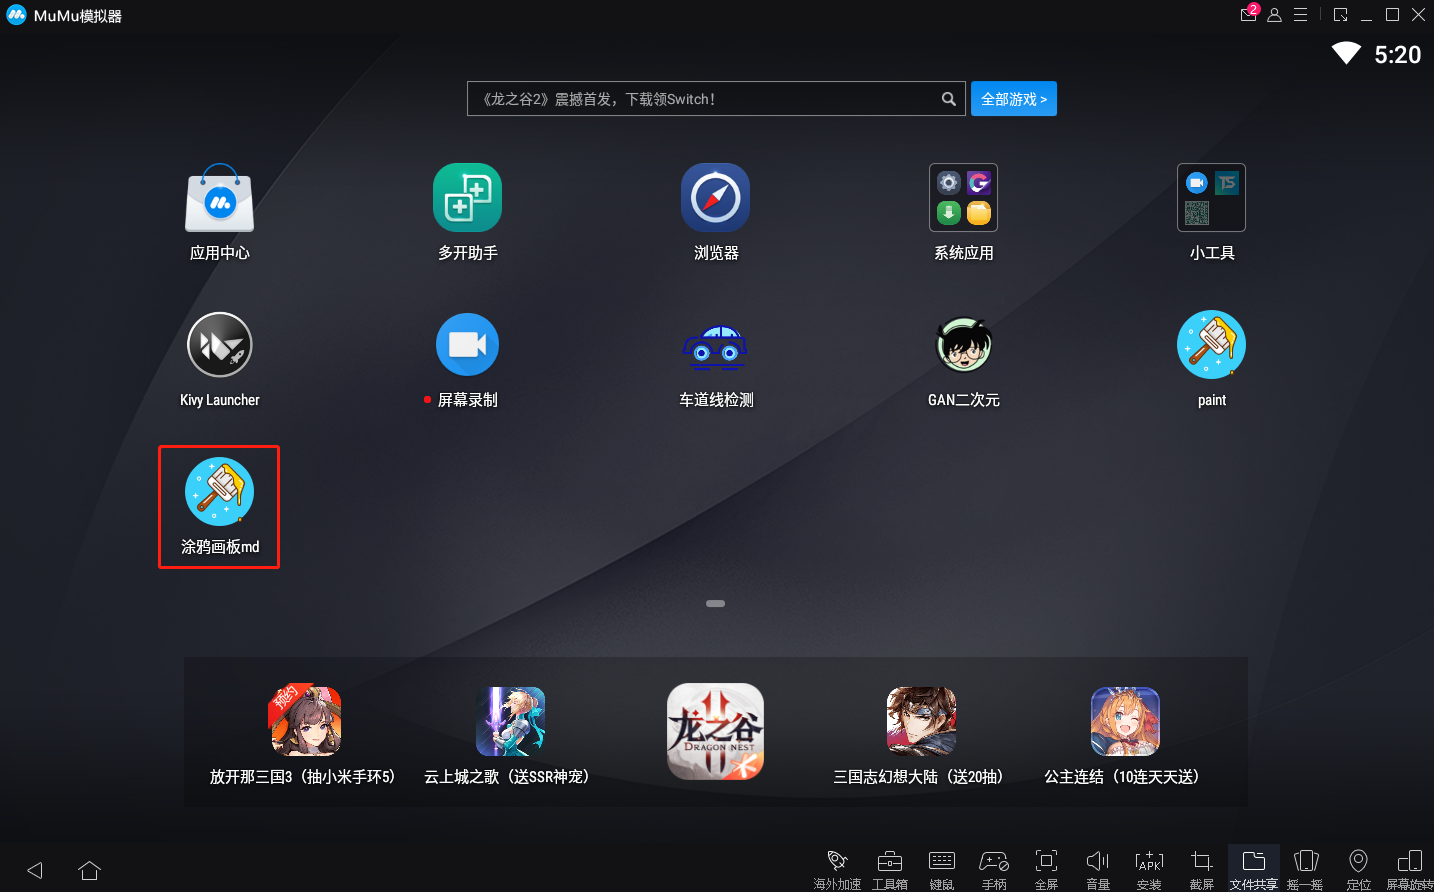 MuMu模拟器
2
5:20
《龙之谷2》震撼首发，下载领Switch！
全部游戏 >
应用中心
多开助手
浏览器
系统应用
小工具
Kivy Launcher
屏幕录制
车道线检测
GAN二次元
paint
涂鸦画板md
预约
龙之谷
DRAGON NEST
放开那三国3（抽小米手环5）
云上城之歌（送SSR神宠）
三国志幻想大陆（送20抽）
公主连结（10连天天送）
APK
海外加速
工具箱
键鼠
手柄
全屏
音量
安装
截屏
文件共享
摇一摇
定位
屏幕旋转